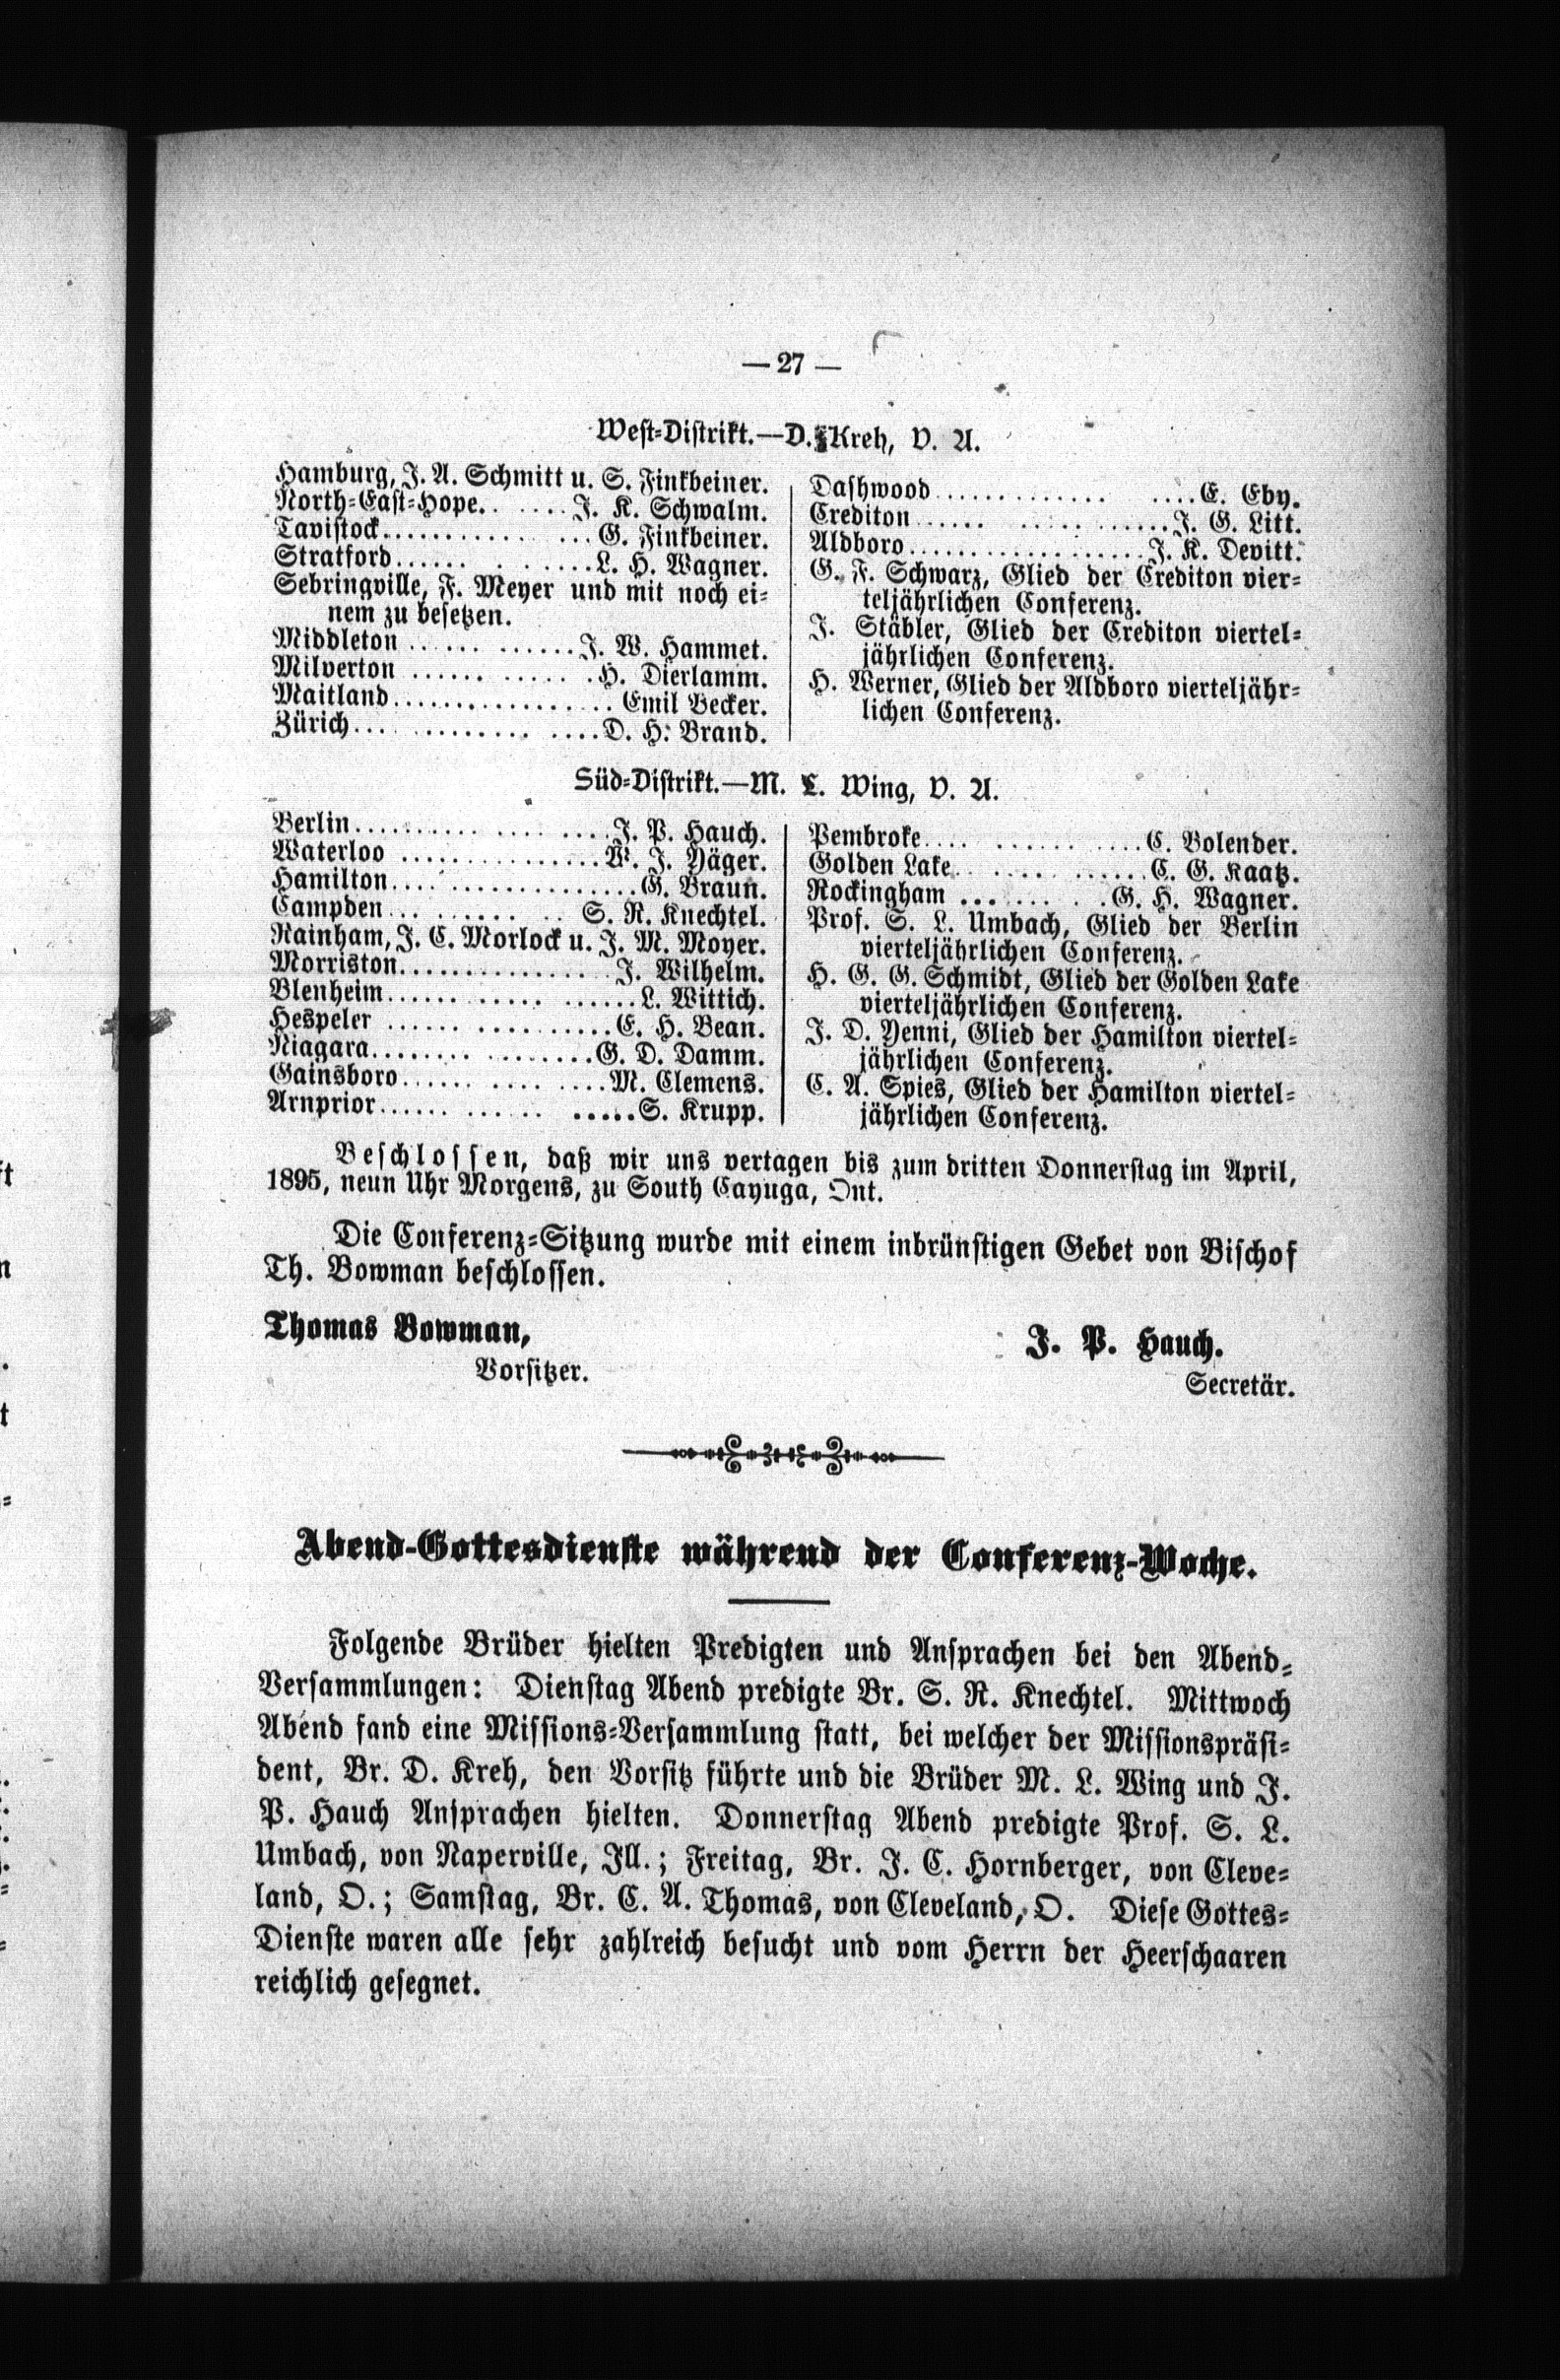 — 27 —
West=Distrikt.—D. Kreh, V. A.
Hamburg, J. A. Schmitt u. S. Finkbeiner.
North=East=Hope........J. K. Schwalm.
Tavistock....................G. Finkbeiner.
Stratford....................L. H. Wagner.
Sebringville, F. Meyer und mit noch ei=
nem zu besetzen.
Middleton ................J. W. Hammet.
Milverton ................H. Dierlamm.
Maitland................... Emil Becker.
Zürich.......................D. H. Brand.
Dashwood.......................E. Eby.
Crediton.......................J. G. Litt.
Aldboro.....................J. K. Devitt.
G. F. Schwarz, Glied der Crediton vier=
teljährlichen Conferenz.
J. Stäbler, Glied der Crediton viertel=
jährlichen Conferenz.
H. Werner, Glied der Aldboro vierteljähr=
lichen Conferenz.
Süd=Distrikt.—M. L. Wing, V. A.
Berlin.......................J. P. Hauch.
Waterloo ..................W. J. Yäger.
Hamilton.....................G. Braun.
Campden................ S. R. Knechtel.
Rainham, J. C. Morlock u. J. M. Moyer.
Morriston...................J. Wilhelm.
Blenheim.....................L. Wittich.
Hespeler ...................E. H. Bean.
Niagara...................G. D. Damm.
Gainsboro.................M. Clemens.
Arnprior.....................S. Krupp.
Pembroke...................C. Bolender.
Golden Lake................C. G. Kaatz.
Rockingham ............G. H. Wagner.
Prof. S. L. Umbach, Glied der Berlin
vierteljährlichen Conferenz.
H. G. G. Schmidt, Glied der Golden Lake
vierteljährlichen Conferenz.
J. D. Yenni, Glied der Hamilton viertel=
jährlichen Conferenz.
C. A. Spies, Glied der Hamilton viertel=
jährlichen Conferenz.
Beschlossen, daß wir uns vertagen bis zum dritten Donnerstag im April,
1895, neun Uhr Morgens, zu South Cayuga, Ont.
Die Conferenz=Sitzung wurde mit einem inbrünstigen Gebet von Bischof
Th. Bowman beschlossen.
Thomas Bowman,
Vorsitzer.
J. P. Hauch.
Secretär.
Abend-Gottesdienste während der Conferenz-Woche.
Folgende Brüder hielten Predigten und Ansprachen bei den Abend=
Versammlungen: Dienstag Abend predigte Br. S. R. Knechtel. Mittwoch
Abend fand eine Missions=Versammlung statt, bei welcher der Missionspräsi=
dent, Br. D. Kreh, den Vorsitz führte und die Brüder M. L. Wing und J.
P. Hauch Ansprachen hielten. Donnerstag Abend predigte Prof. S. L.
Umbach, von Naperville, Ill.; Freitag, Br. J. C. Hornberger, von Cleve=
land, O.; Samstag, Br. C. A. Thomas, von Cleveland, O. Diese Gottes=
Dienste waren alle sehr zahlreich besucht und vom Herrn der Heerschaaren
reichlich gesegnet.